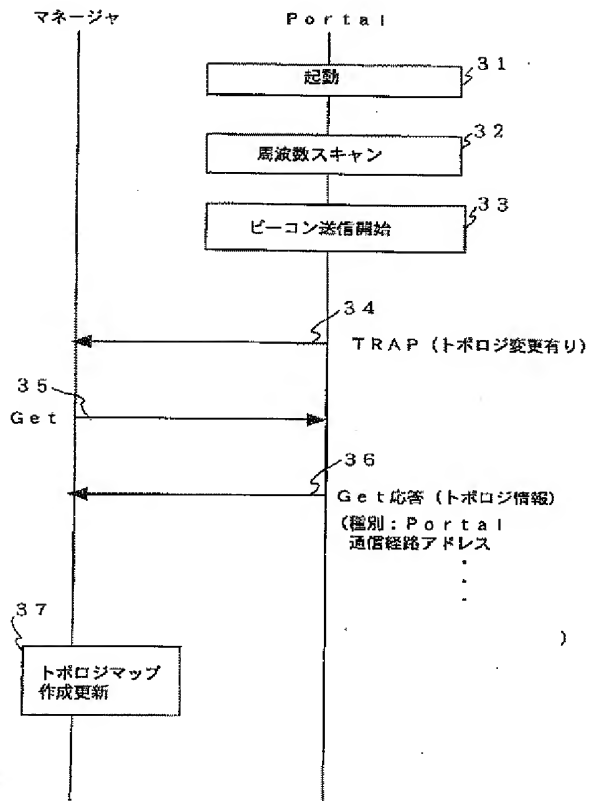 マネージャ
Portal
起動
31
周波数スキャン
32
ビーコン送信開始
33
34
TRAP（トポロジ変更有り）
35
Get
36
Get応答（トポロジ情報）
（種別：Portal
通信経路アドレス
・
・
・
）
37
トポロジマップ
作成更新